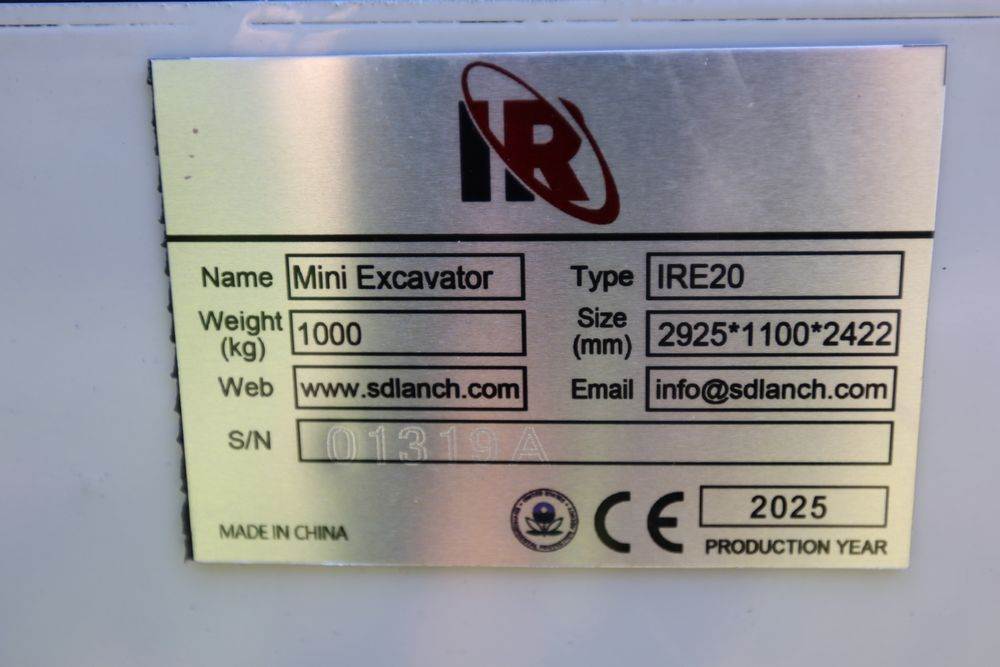 IR
Name Mini Excavator Type IRE20
Weight (kg) 1000 Size (mm) 2925*1100*2422
Web www.sdlanch.com Email info@sdlanch.com
S/N 01319A
CE 2025
MADE IN CHINA PRODUCTION YEAR